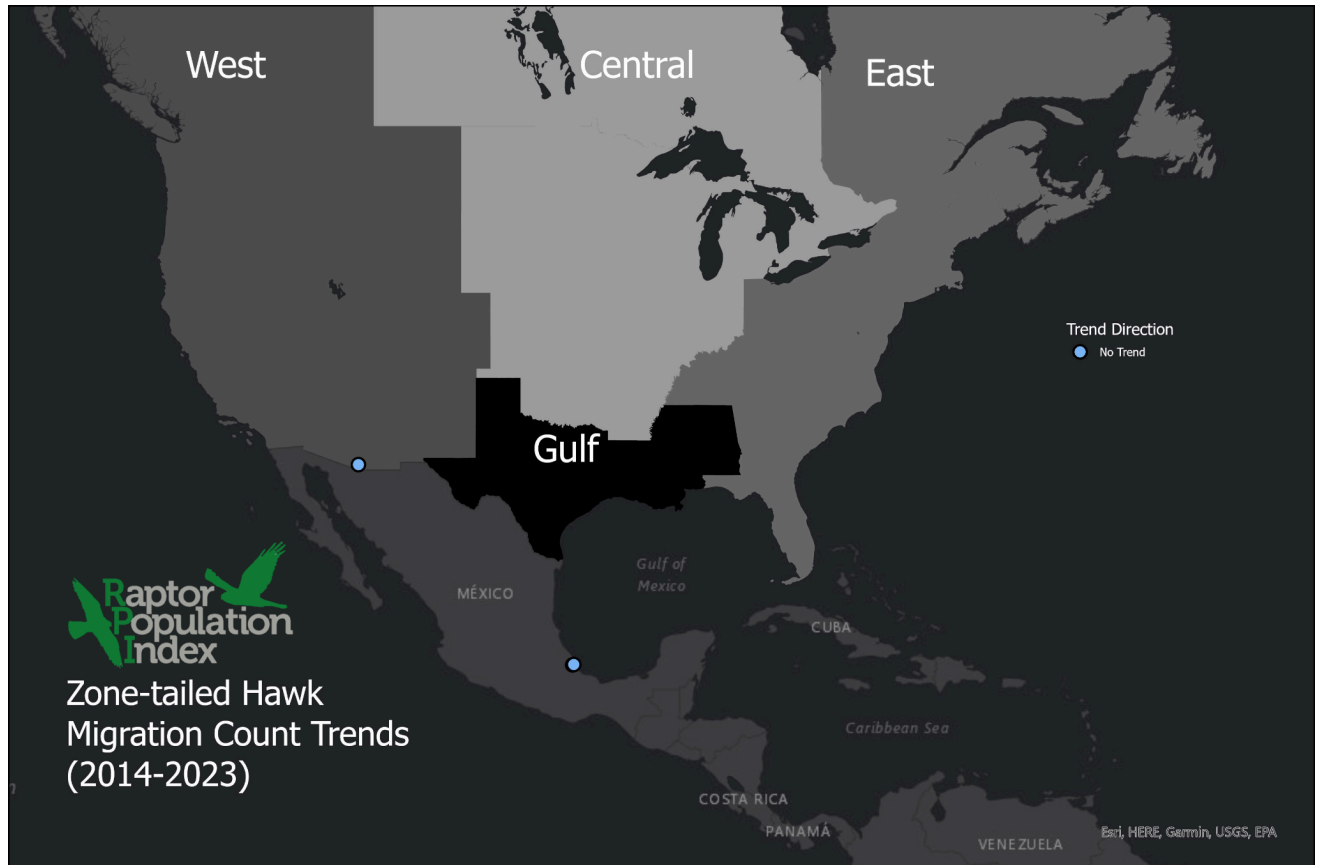 West
Central
East
Trend Direction
No Trend
Gulf
Gulf of
Mexico
MÉXICO
CUBA
Raptor
Population
Index
Zone-tailed Hawk
Migration Count Trends
(2014-2023)
Caribbean Sea
COSTA RICA
PANAMÁ
VENEZUELA
Esri, HERE, Garmin, USGS, EPA